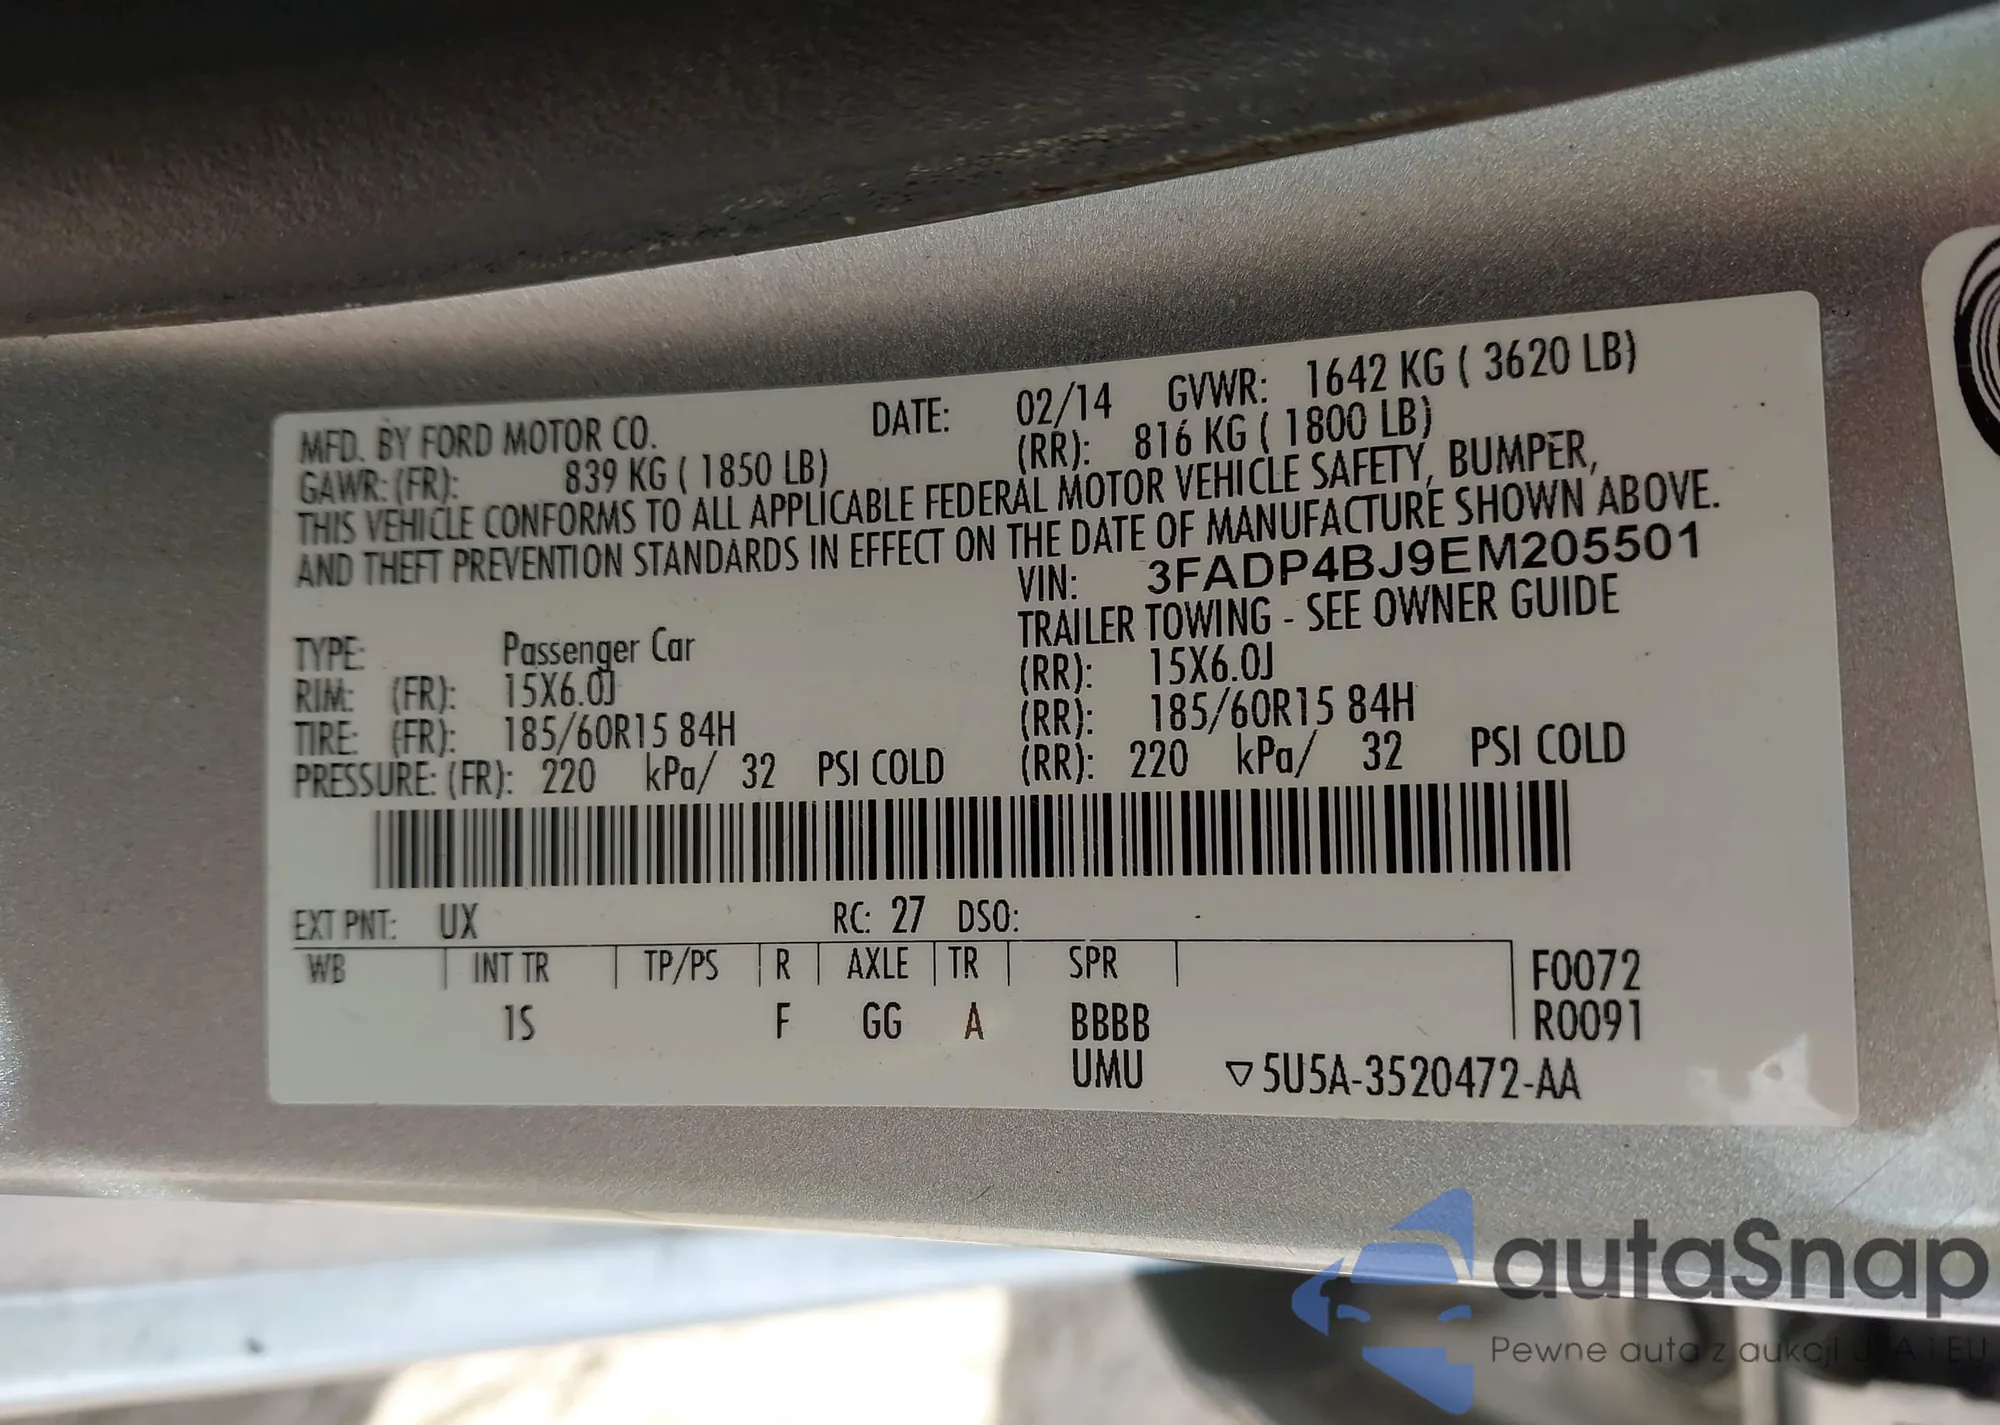 MFD. BY FORD MOTOR CO. DATE: 02/14 GVWR: 1642 KG ( 3620 LB)
GAWR: (FR): 839 KG ( 1850 LB) (RR): 816 KG ( 1800 LB)
THIS VEHICLE CONFORMS TO ALL APPLICABLE FEDERAL MOTOR VEHICLE SAFETY, BUMPER,
AND THEFT PREVENTION STANDARDS IN EFFECT ON THE DATE OF MANUFACTURE SHOWN ABOVE.
VIN: 3FADP4BJ9EM205501
TYPE: Passenger Car TRAILER TOWING - SEE OWNER GUIDE
RIM: (FR): 15X6.0J (RR): 15X6.0J
TIRE: (FR): 185/60R15 84H (RR): 185/60R15 84H
PRESSURE: (FR): 220 kPa/ 32 PSI COLD (RR): 220 kPa/ 32 PSI COLD
EXT PNT: UX RC: 27 DSO:
WB INT TR TP/PS R AXLE TR SPR F0072
1S F GG A BBBB R0091
UMU ▽5U5A-3520472-AA
autaSnap
Pewne auta z aukcji USA i EU